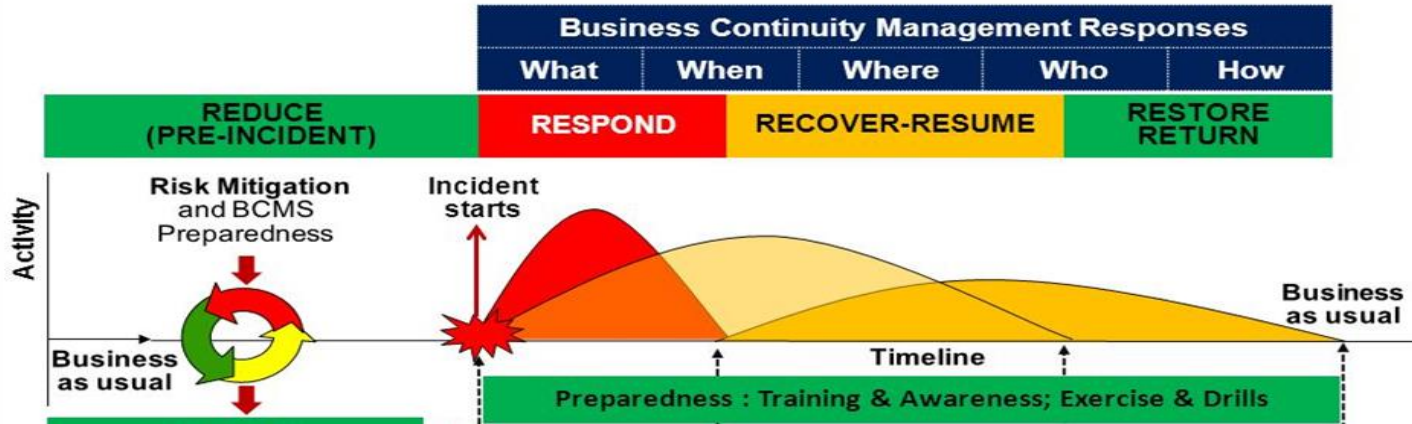 Business Continuity Management Responses
What When Where Who How
REDUCE
(PRE-INCIDENT)
RESPOND
RECOVER-RESUME
RESTORE
RETURN
Activity
Risk Mitigation
and BCMS
Preparedness
Incident
starts
Business
as usual
Timeline
Business
as usual
Preparedness : Training & Awareness; Exercise & Drills